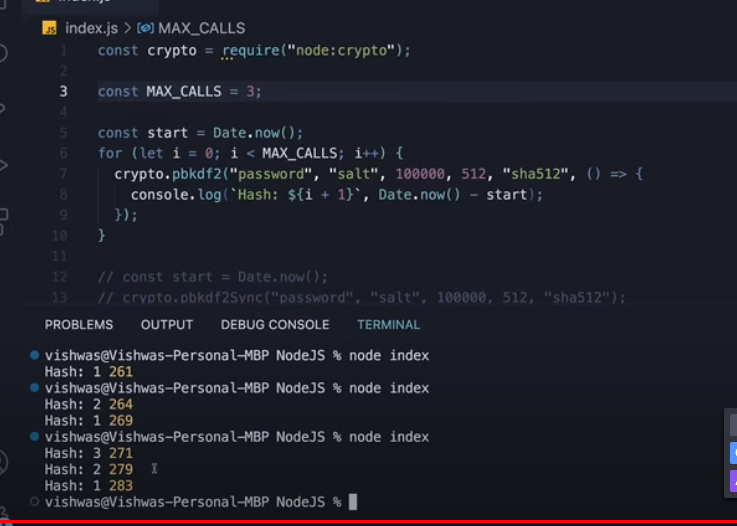 index.js > MAX_CALLS
1 const crypto = require("node:crypto");
2
3 const MAX_CALLS = 3;
4
5 const start = Date.now();
6 for (let i = 0; i < MAX_CALLS; i++) {
7 crypto.pbkdf2("password", "salt", 100000, 512, "sha512", () => {
8 console.log(`Hash: ${i + 1}`, Date.now() - start);
9 });
10 }
11
12 // const start = Date.now();
13 // crypto.pbkdf2Sync("password", "salt", 100000, 512, "sha512");
PROBLEMS OUTPUT DEBUG CONSOLE TERMINAL
vishwas@Vishwas-Personal-MBP NodeJS % node index
Hash: 1 261
vishwas@Vishwas-Personal-MBP NodeJS % node index
Hash: 2 264
Hash: 1 269
vishwas@Vishwas-Personal-MBP NodeJS % node index
Hash: 3 271
Hash: 2 279
Hash: 1 283
vishwas@Vishwas-Personal-MBP NodeJS %